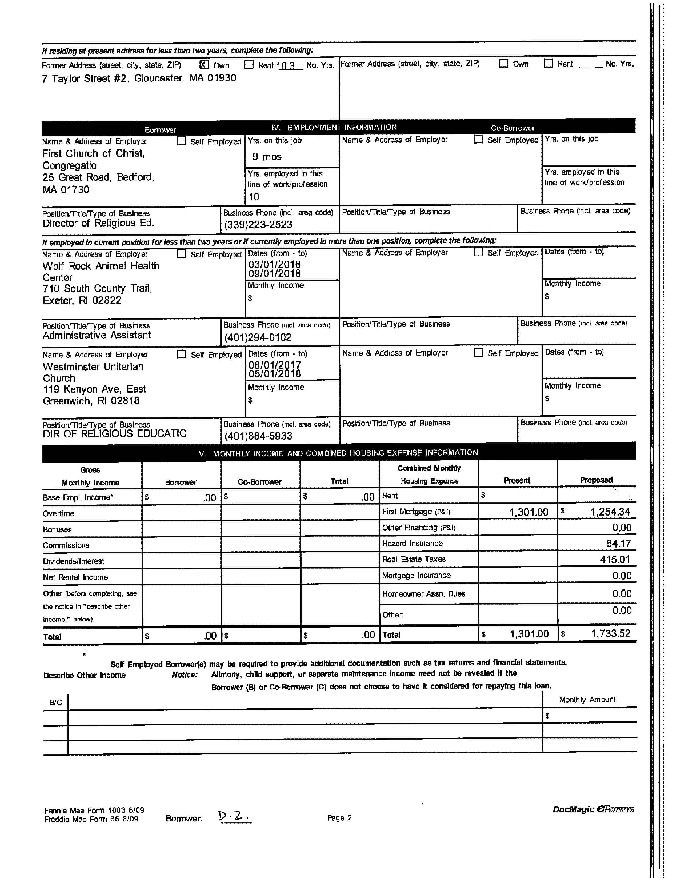 If residing at present address for less than two years, complete the following:
Former Address (street, city, state, ZIP) Own Rent No. Yrs. Former Address (street, city, state, ZIP) Own Rent No. Yrs.
7 Taylor Street #2, Gloucester, MA 01930
Borrower IV. EMPLOYMENT INFORMATION Co-Borrower
Name & Address of Employer Self Employed Yrs. on this job Name & Address of Employer Self Employed Yrs. on this job
First Church of Christ, 9 mos
Congregatio
25 Great Road, Bedford, Yrs. employed in this line of work/profession Yrs. employed in this line of work/profession
MA 01730 10
Position/Title/Type of Business Business Phone (incl. area code) Position/Title/Type of Business Business Phone (incl. area code)
Director of Religious Ed. (339)223-2523
If employed in current position for less than two years or if currently employed in more than one position, complete the following:
Name & Address of Employer Self Employed Dates (from - to) Name & Address of Employer Self Employed Dates (from - to)
Wolf Rock Animal Health 03/01/2018
Center 09/01/2018
710 South County Trail, Monthly Income Monthly Income
Exeter, RI 02822 $ $
Position/Title/Type of Business Business Phone (incl. area code) Position/Title/Type of Business Business Phone (incl. area code)
Administrative Assistant (401)294-0102
Name & Address of Employer Self Employed Dates (from - to) Name & Address of Employer Self Employed Dates (from - to)
Westminster Unitarian 08/01/2017
Church 05/01/2018
119 Kenyon Ave, East Monthly Income Monthly Income
Greenwich, RI 02818 $ $
Position/Title/Type of Business Business Phone (incl. area code) Position/Title/Type of Business Business Phone (incl. area code)
DIR OF RELIGIOUS EDUCATIO (401)884-5933
V. MONTHLY INCOME AND COMBINED HOUSING EXPENSE INFORMATION
Gross Monthly Income Borrower Co-Borrower Total Combined Monthly Housing Expense Present Proposed
Base Empl. Income* $ .00 $ $ .00 Rent $
Overtime First Mortgage (P&I) 1,301.00 $ 1,254.34
Bonuses Other Financing (P&I) 0.00
Commissions Hazard Insurance 64.17
Dividends/Interest Real Estate Taxes 415.01
Net Rental Income Mortgage Insurance 0.00
Other (before completing, see Homeowner Assn. Dues 0.00
the notice in "describe other
income," below) Other: 0.00
Total $ .00 $ $ .00 Total $ 1,301.00 $ 1,733.52
* Self Employed Borrower(s) may be required to provide additional documentation such as tax returns and financial statements.
Describe Other Income Notice: Alimony, child support, or separate maintenance income need not be revealed if the
Borrower (B) or Co-Borrower (C) does not choose to have it considered for repaying this loan.
B/C Monthly Amount
$
Fannie Mae Form 1003 6/09
Freddie Mac Form 65 6/09 Borrower: D.Z. Page 2 DocMagic